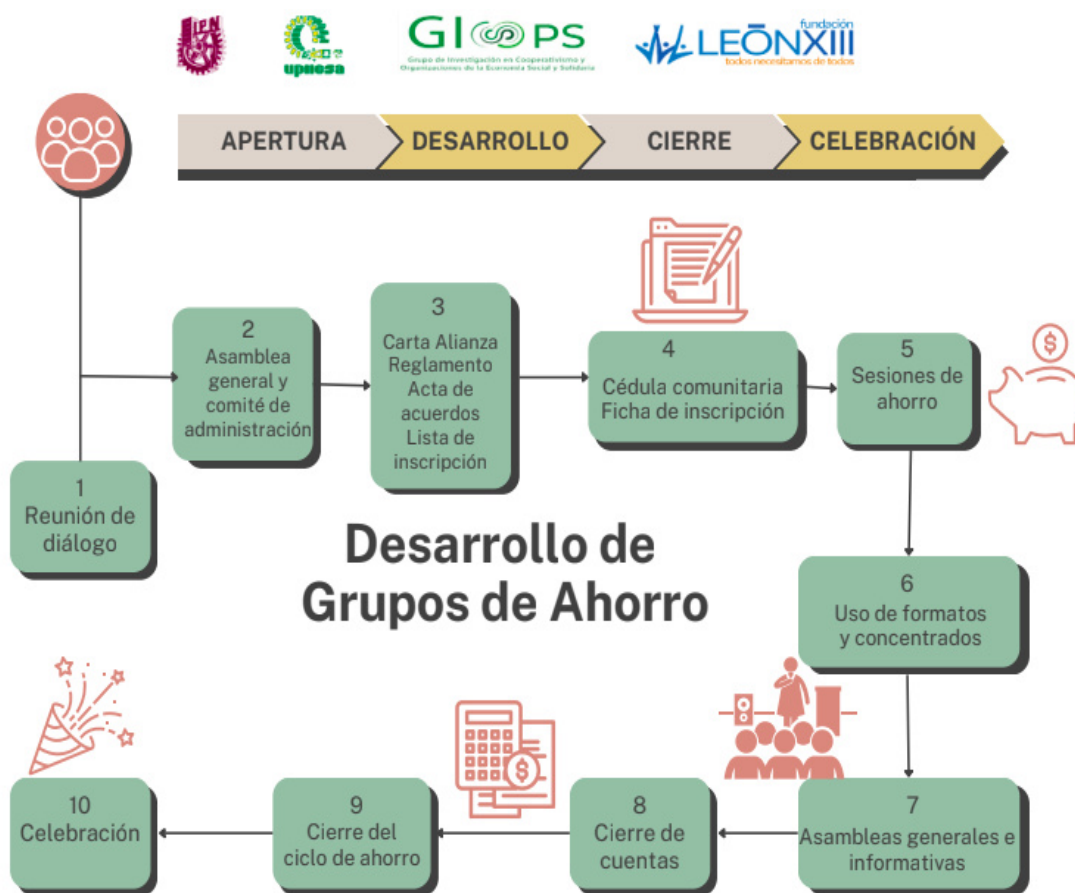 IPN
upiicsa
GICOOPS
Grupo de Investigación en Cooperativismo y
Organizaciones de la Economía Social y Solidaria
fundación
LEÓNXIII
todos necesitamos de todos
APERTURA
DESARROLLO
CIERRE
CELEBRACIÓN
1
Reunión de
diálogo
2
Asamblea
general y
comité de
administración
3
Carta Alianza
Reglamento
Acta de
acuerdos
Lista de
inscripción
4
Cédula comunitaria
Ficha de inscripción
5
Sesiones de
ahorro
$
Desarrollo de
Grupos de Ahorro
6
Uso de formatos
y concentrados
7
Asambleas generales e
informativas
8
Cierre de
cuentas
$
9
Cierre del
ciclo de ahorro
10
Celebración